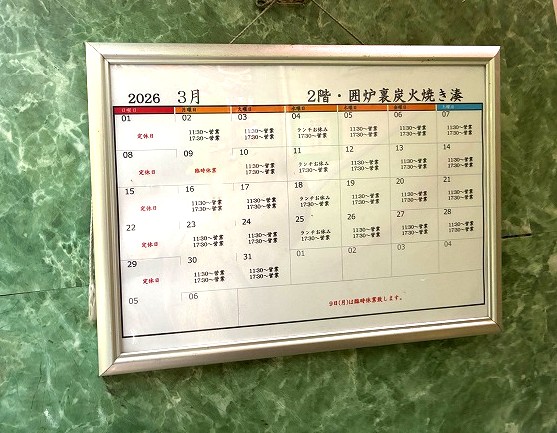 2026 3月 2階・囲炉裏炭火焼き湊
日曜日 月曜日 火曜日 水曜日 木曜日 金曜日 土曜日
01 02 03 04 05 06 07
定休日 11:30～営業 11:30～営業 ランチお休み 11:30～営業 11:30～営業 11:30～営業
17:30～営業 17:30～営業 17:30～営業 17:30～営業 17:30～営業 17:30～営業
08 09 10 11 12 13 14
定休日 臨時休業 11:30～営業 ランチお休み 11:30～営業 11:30～営業 11:30～営業
17:30～営業 17:30～営業 17:30～営業 17:30～営業 17:30～営業
15 16 17 18 19 20 21
定休日 11:30～営業 11:30～営業 ランチお休み 11:30～営業 11:30～営業 11:30～営業
17:30～営業 17:30～営業 17:30～営業 17:30～営業 17:30～営業 17:30～営業
22 23 24 25 26 27 28
定休日 11:30～営業 11:30～営業 ランチお休み 11:30～営業 11:30～営業 11:30～営業
17:30～営業 17:30～営業 17:30～営業 17:30～営業 17:30～営業 17:30～営業
29 30 31 01 02 03 04
定休日 11:30～営業 11:30～営業
17:30～営業 17:30～営業
05 06
9日(月)は臨時休業致します。